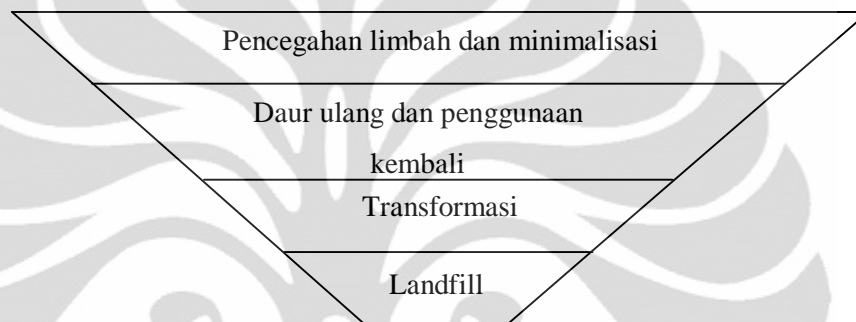 Pencegahan limbah dan minimalisasi
Daur ulang dan penggunaan
kembali
Transformasi
Landfill